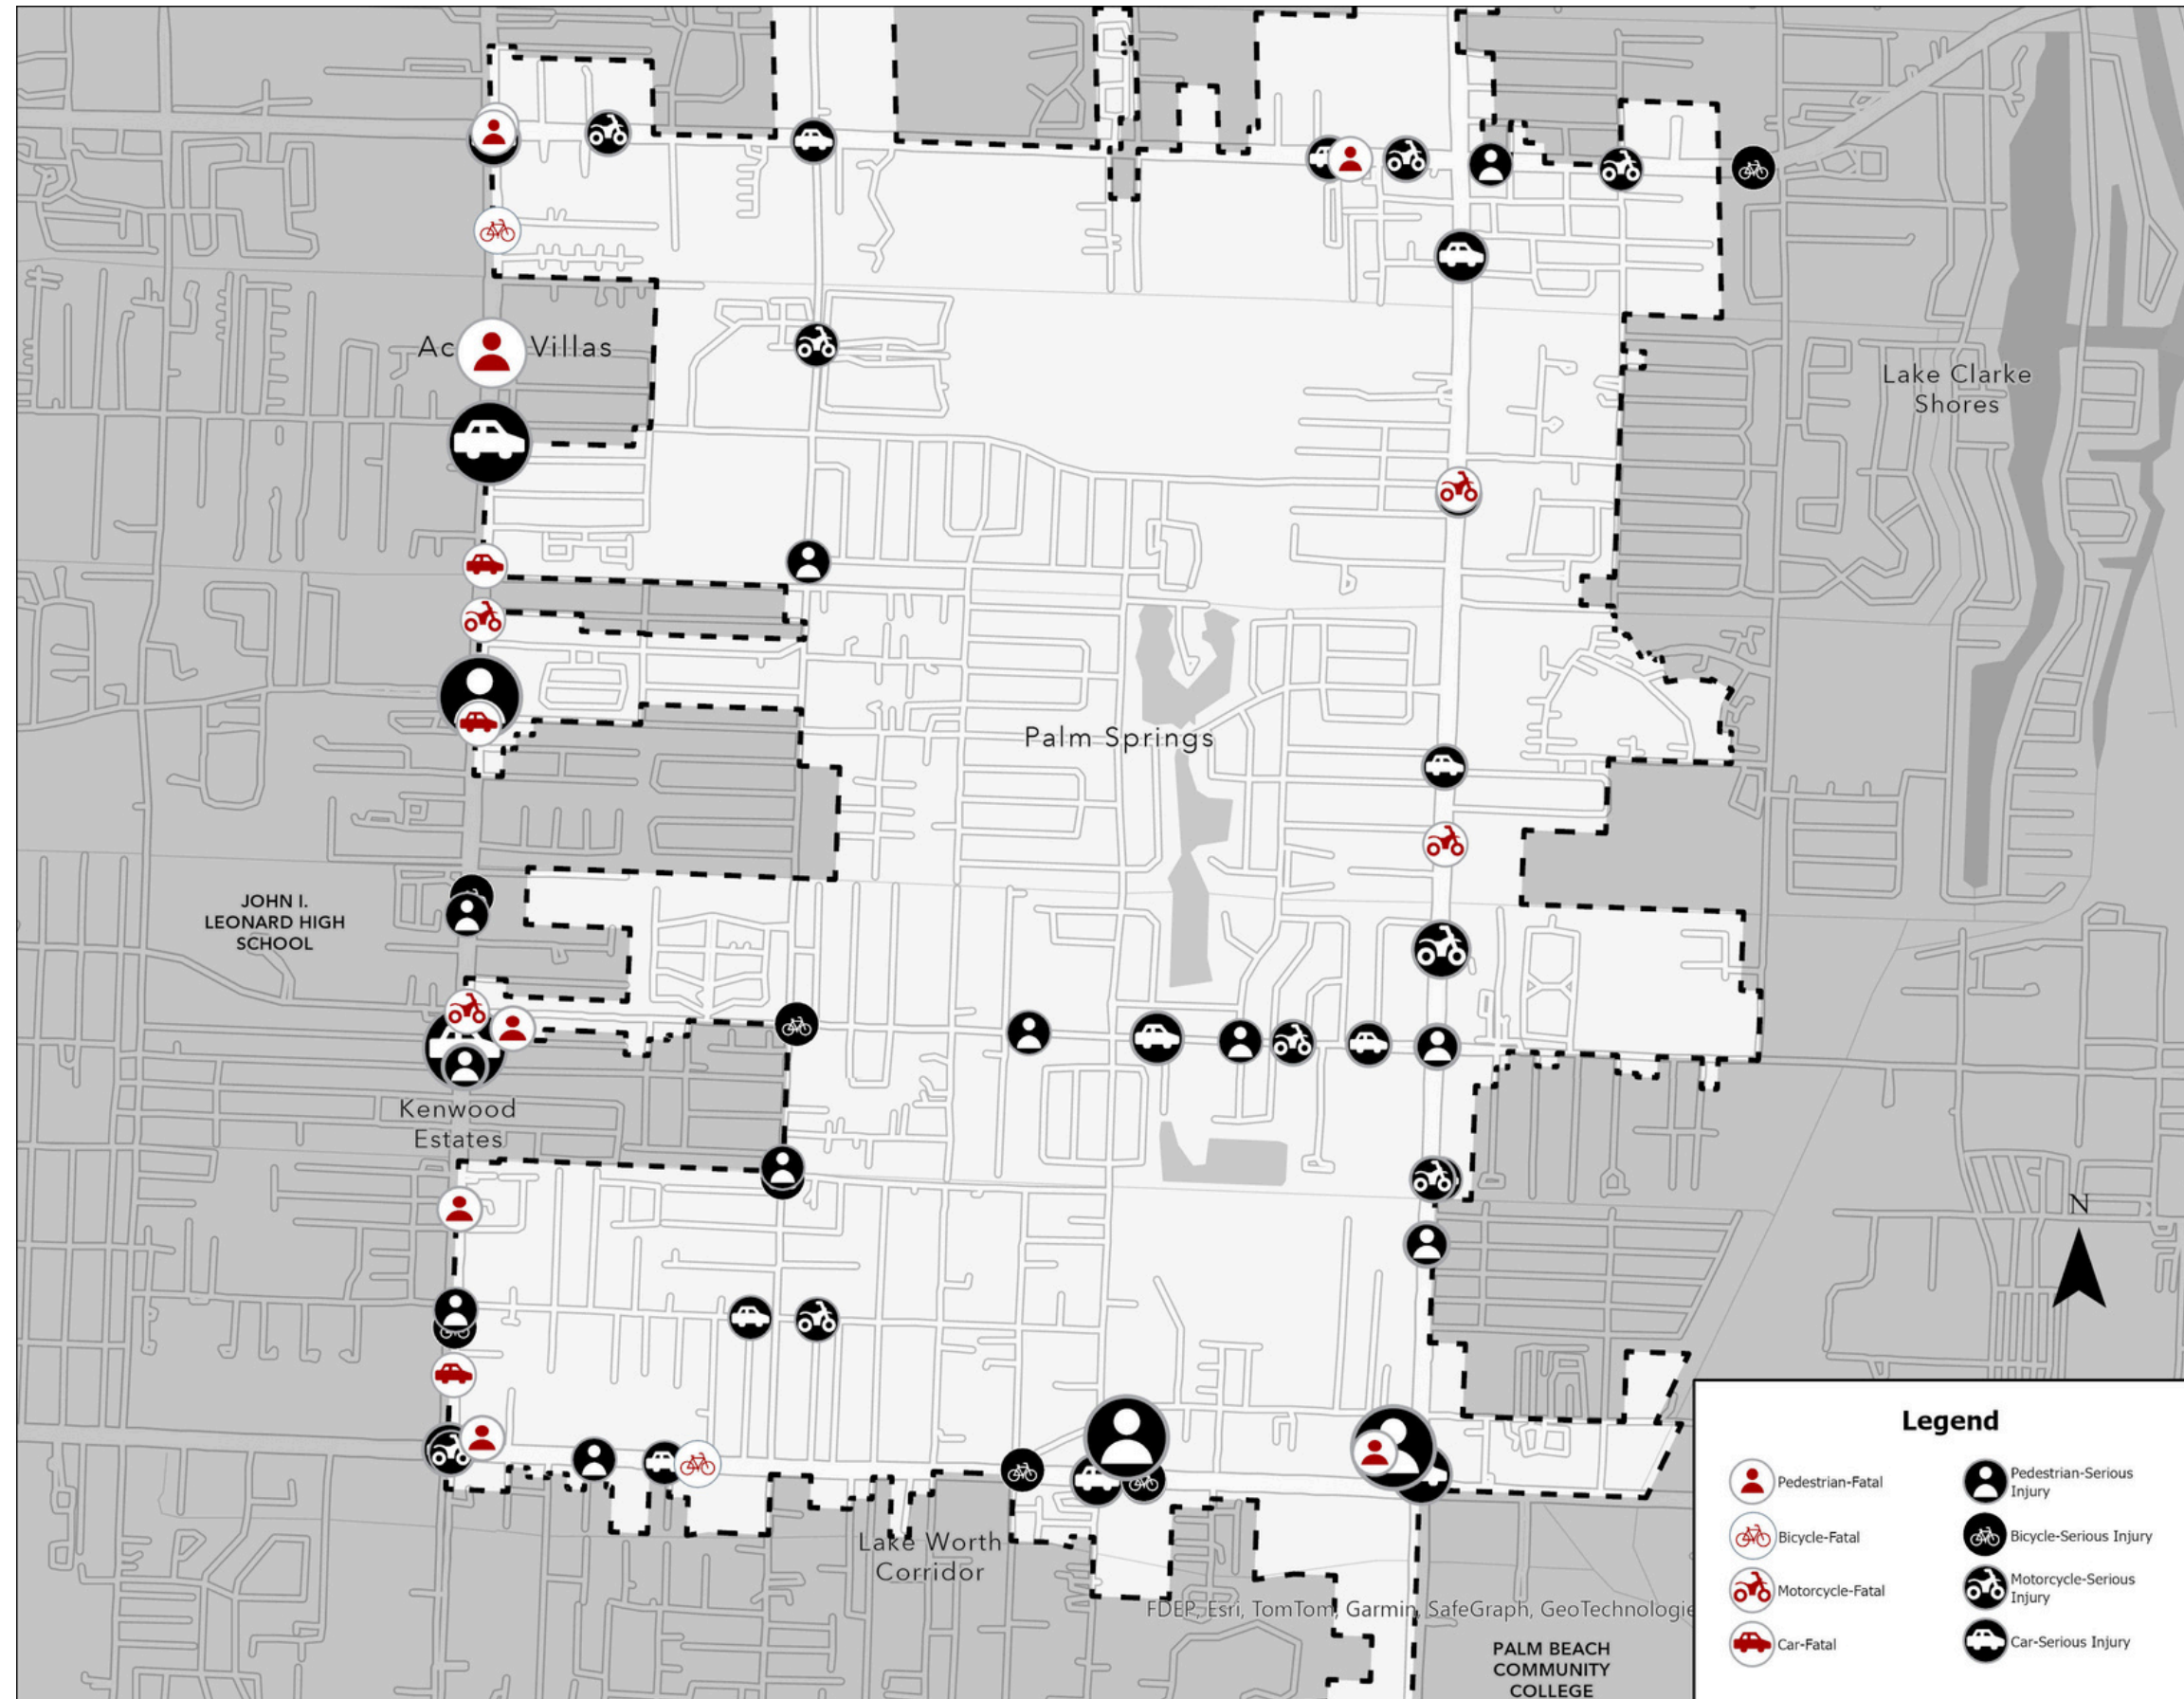 Ac Villas
Lake Clarke
Shores
Palm Springs
JOHN I.
LEONARD HIGH
SCHOOL
Kenwood
Estates
N
Lake Worth
Corridor
FDEP, Esri, TomTom, Garmin, SafeGraph, GeoTechnologie
PALM BEACH
COMMUNITY
COLLEGE
Legend
Pedestrian-Fatal
Bicycle-Fatal
Motorcycle-Fatal
Car-Fatal
Pedestrian-Serious
Injury
Bicycle-Serious Injury
Motorcycle-Serious
Injury
Car-Serious Injury